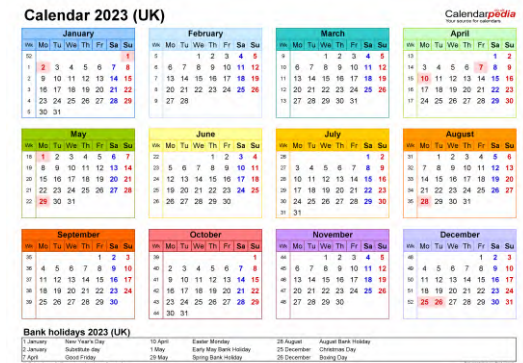 Calendar 2023 (UK)
Calendarpedia
Your source for calendars
January
Wk Mo Tu We Th Fr Sa Su
52 1
1 2 3 4 5 6 7 8
2 9 10 11 12 13 14 15
3 16 17 18 19 20 21 22
4 23 24 25 26 27 28 29
5 30 31
February
Wk Mo Tu We Th Fr Sa Su
5 1 2 3 4 5
6 6 7 8 9 10 11 12
7 13 14 15 16 17 18 19
8 20 21 22 23 24 25 26
9 27 28
March
Wk Mo Tu We Th Fr Sa Su
9 1 2 3 4 5
10 6 7 8 9 10 11 12
11 13 14 15 16 17 18 19
12 20 21 22 23 24 25 26
13 27 28 29 30 31
April
Wk Mo Tu We Th Fr Sa Su
13 1 2
14 3 4 5 6 7 8 9
15 10 11 12 13 14 15 16
16 17 18 19 20 21 22 23
17 24 25 26 27 28 29 30
May
Wk Mo Tu We Th Fr Sa Su
18 1 2 3 4 5 6 7
19 8 9 10 11 12 13 14
20 15 16 17 18 19 20 21
21 22 23 24 25 26 27 28
22 29 30 31
June
Wk Mo Tu We Th Fr Sa Su
22 1 2 3 4
23 5 6 7 8 9 10 11
24 12 13 14 15 16 17 18
25 19 20 21 22 23 24 25
26 26 27 28 29 30
July
Wk Mo Tu We Th Fr Sa Su
26 1 2
27 3 4 5 6 7 8 9
28 10 11 12 13 14 15 16
29 17 18 19 20 21 22 23
30 24 25 26 27 28 29 30
31 31
August
Wk Mo Tu We Th Fr Sa Su
31 1 2 3 4 5 6
32 7 8 9 10 11 12 13
33 14 15 16 17 18 19 20
34 21 22 23 24 25 26 27
35 28 29 30 31
September
Wk Mo Tu We Th Fr Sa Su
35 1 2 3
36 4 5 6 7 8 9 10
37 11 12 13 14 15 16 17
38 18 19 20 21 22 23 24
39 25 26 27 28 29 30
October
Wk Mo Tu We Th Fr Sa Su
39 1
40 2 3 4 5 6 7 8
41 9 10 11 12 13 14 15
42 16 17 18 19 20 21 22
43 23 24 25 26 27 28 29
44 30 31
November
Wk Mo Tu We Th Fr Sa Su
44 1 2 3 4 5
45 6 7 8 9 10 11 12
46 13 14 15 16 17 18 19
47 20 21 22 23 24 25 26
48 27 28 29 30
December
Wk Mo Tu We Th Fr Sa Su
48 1 2 3
49 4 5 6 7 8 9 10
50 11 12 13 14 15 16 17
51 18 19 20 21 22 23 24
52 25 26 27 28 29 30 31
Bank holidays 2023 (UK)
1 January New Year's Day 10 April Easter Monday 28 August August Bank Holiday
2 January Substitute day 1 May Early May Bank Holiday 25 December Christmas Day
7 April Good Friday 29 May Spring Bank Holiday 26 December Boxing Day